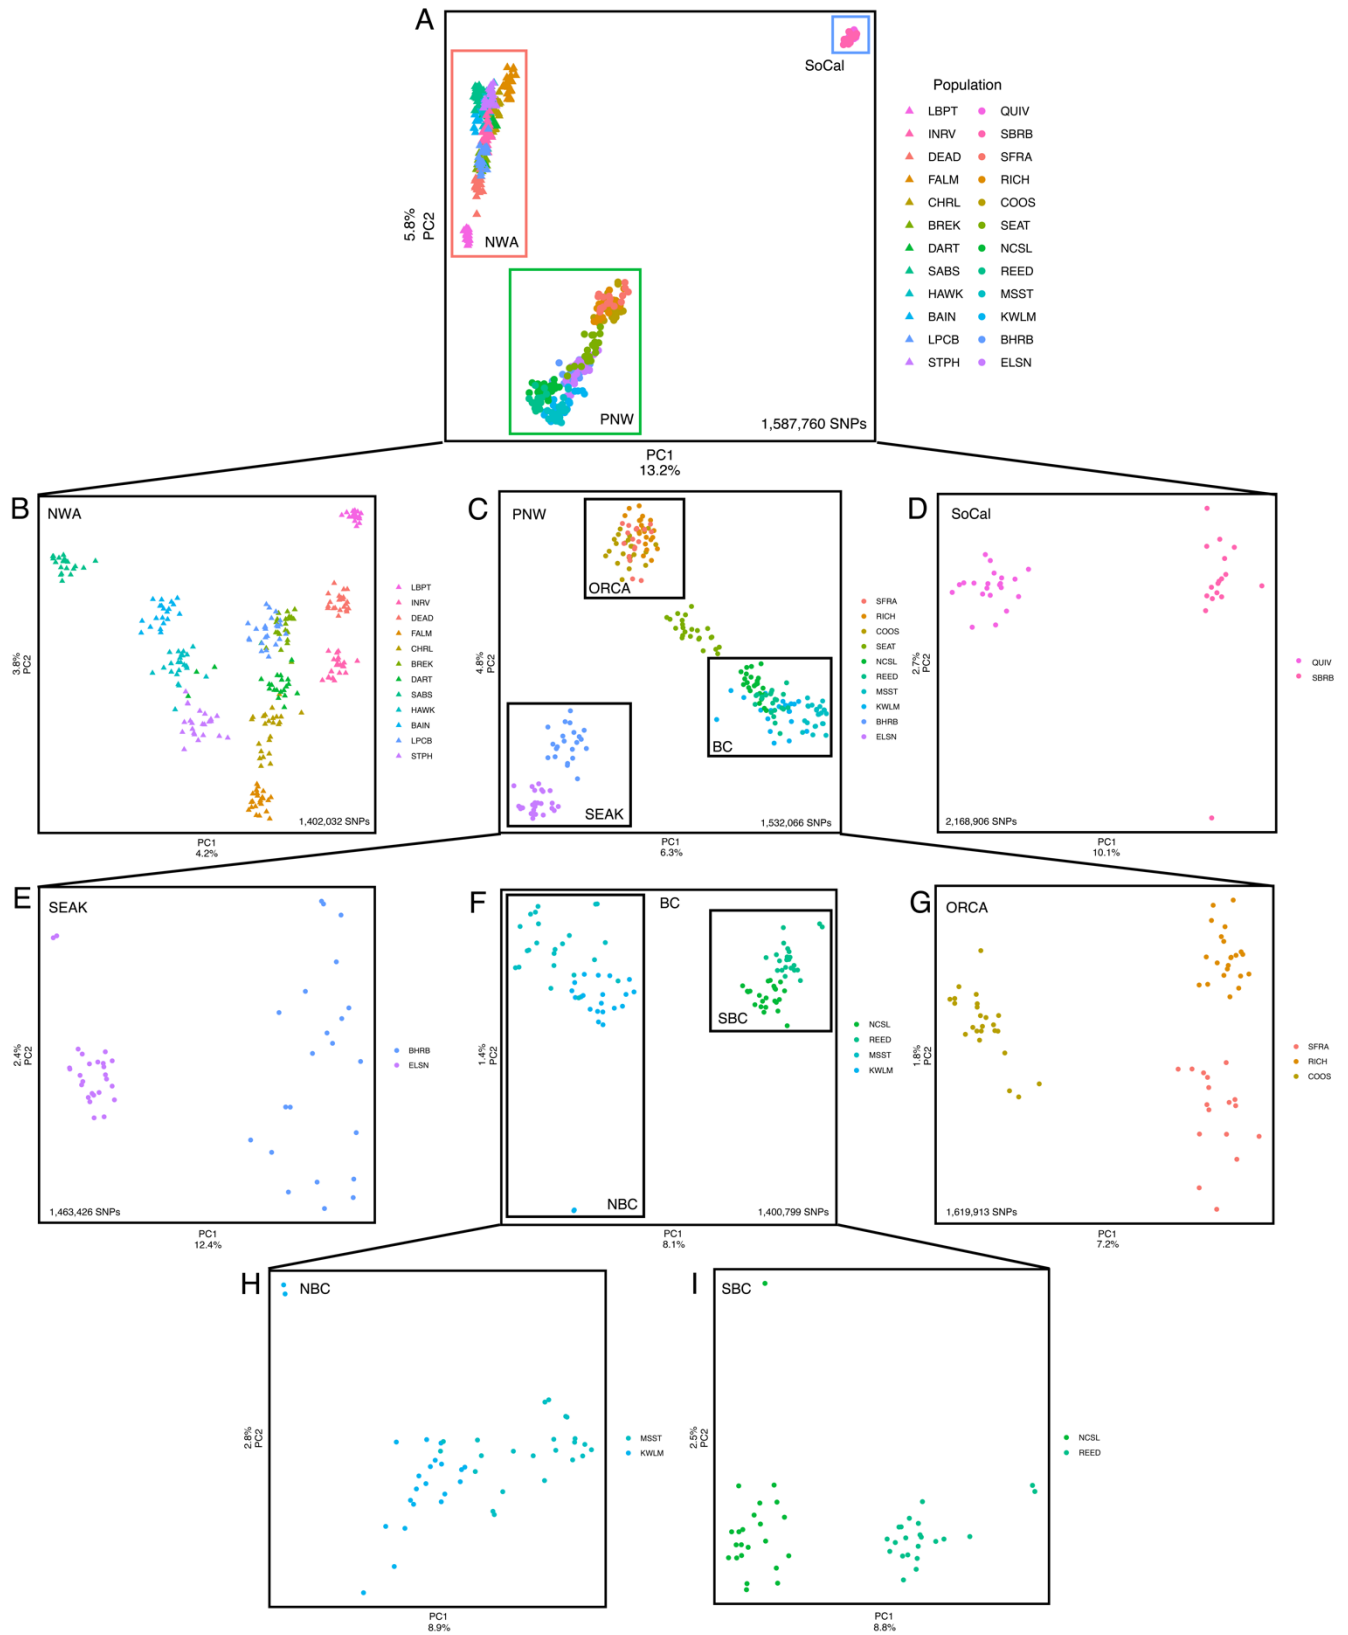 A
SoCal
NWA
PNW
1,587,760 SNPs
5.8%
PC2
PC1
13.2%
Population
LBPT QUIV
INRV SBRB
DEAD SFRA
FALM RICH
CHRL COOS
BREK SEAT
DART NCSL
SABS REED
HAWK MSST
BAIN KWLM
LPCB BHRB
STPH ELSN
B
NWA
3.8%
PC2
1,402,032 SNPs
PC1
4.2%
LBPT
INRV
DEAD
FALM
CHRL
BREK
DART
SABS
HAWK
BAIN
LPCB
STPH
C
PNW
ORCA
BC
SEAK
4.8%
PC2
1,532,066 SNPs
PC1
6.3%
SFRA
RICH
COOS
SEAT
NCSL
REED
MSST
KWLM
BHRB
ELSN
D
SoCal
2.7%
PC2
2,168,906 SNPs
PC1
10.1%
QUIV
SBRB
E
SEAK
2.4%
PC2
1,463,426 SNPs
PC1
12.4%
BHRB
ELSN
F
BC
SBC
NBC
1.4%
PC2
1,400,799 SNPs
PC1
8.1%
NCSL
REED
MSST
KWLM
G
ORCA
1.8%
PC2
1,619,913 SNPs
PC1
7.2%
SFRA
RICH
COOS
H
NBC
2.8%
PC2
PC1
8.9%
MSST
KWLM
I
SBC
2.5%
PC2
PC1
8.8%
NCSL
REED